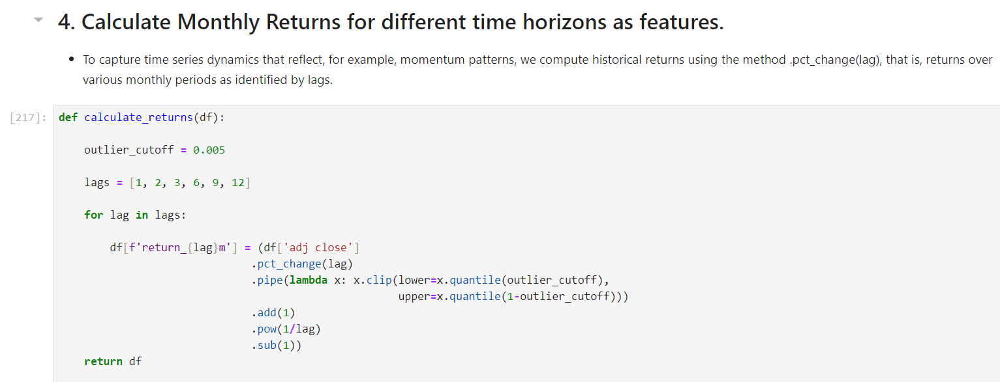 4. Calculate Monthly Returns for different time horizons as features.
• To capture time series dynamics that reflect, for example, momentum patterns, we compute historical returns using the method .pct_change(lag), that is, returns over
various monthly periods as identified by lags.
[217]: def calculate_returns(df):
    outlier_cutoff = 0.005
    lags = [1, 2, 3, 6, 9, 12]
    for lag in lags:
        df[f'return_{lag}m'] = (df['adj close']
                              .pct_change(lag)
                              .pipe(lambda x: x.clip(lower=x.quantile(outlier_cutoff),
                                                     upper=x.quantile(1-outlier_cutoff)))
                              .add(1)
                              .pow(1/lag)
                              .sub(1))
    return df